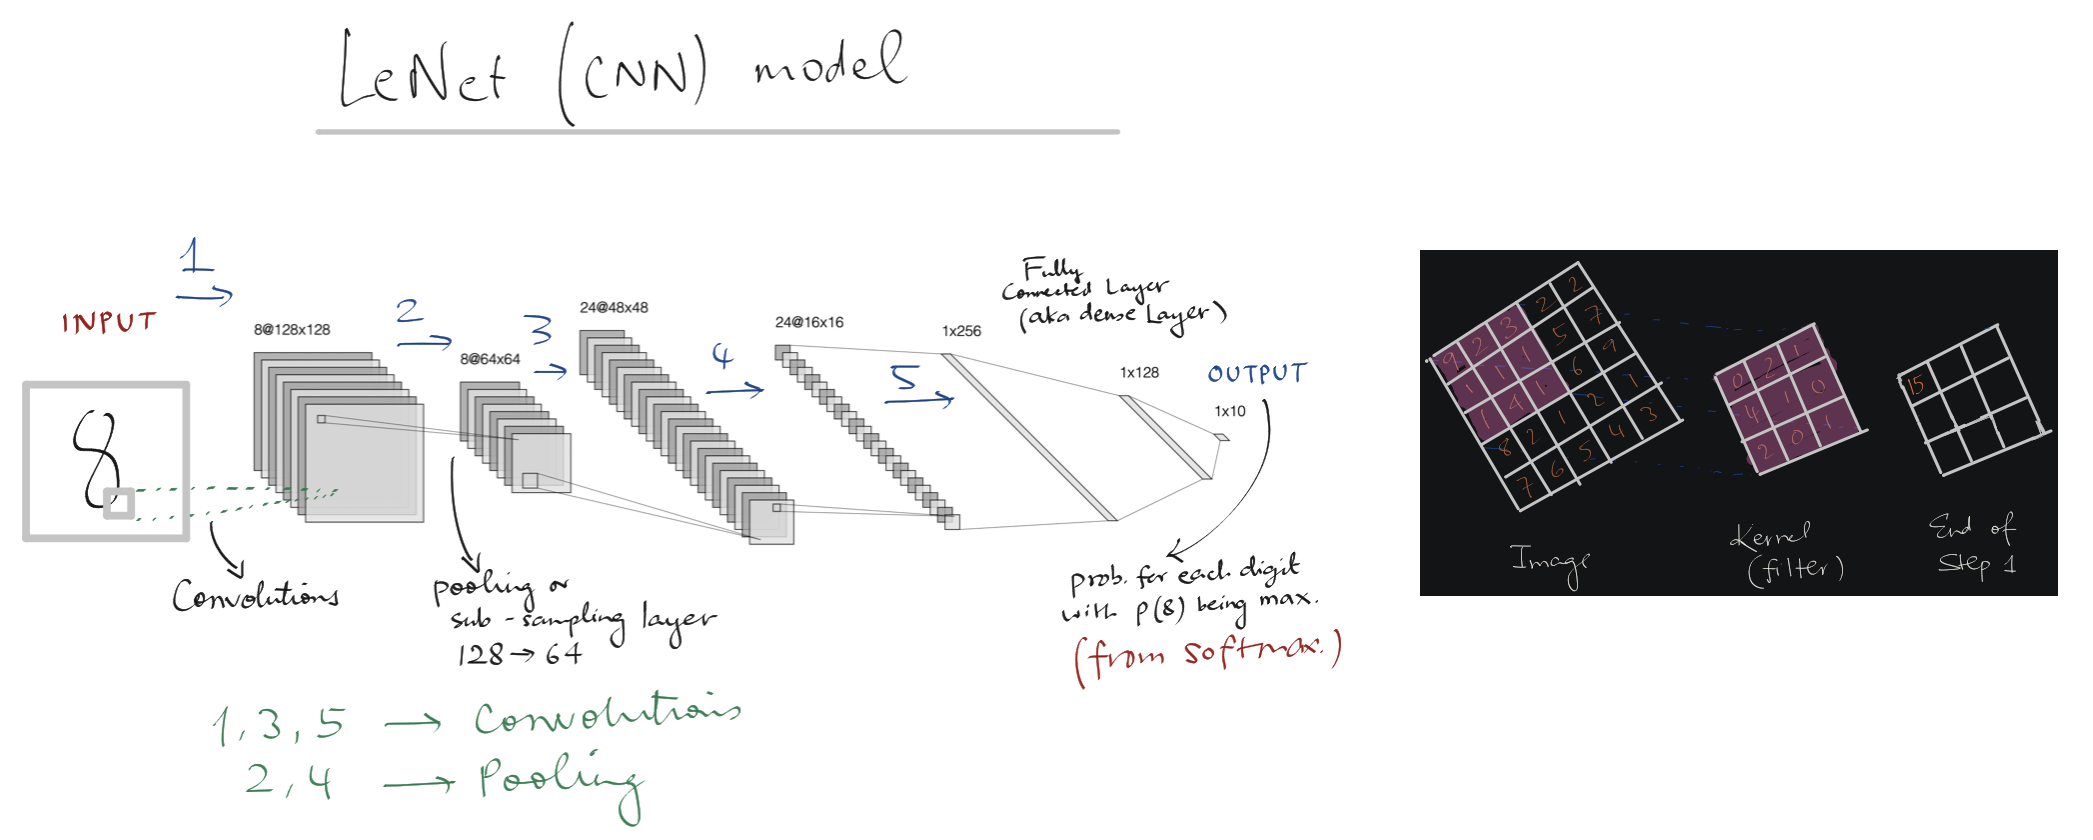 LeNet (CNN) model
1
INPUT
8
8@128x128
2
8@64x64
3
24@48x48
4
24@16x16
5
1x256
Fully
Connected Layer
(aka dense Layer)
1x128
OUTPUT
1x10
Convolutions
pooling or
sub-sampling layer
128→64
prob. for each digit
with p(8) being max.
(from softmax.)
1,3,5 → Convolutions
2,4 → Pooling
9 2 3 2 2
1 1 1 5 7
1 4 1 6 9
8 2 1 2 1
7 6 5 4 3
Image
0 2 1
4 1 0
2 0 1
Kernel
(filter)
15
End of
Step 1